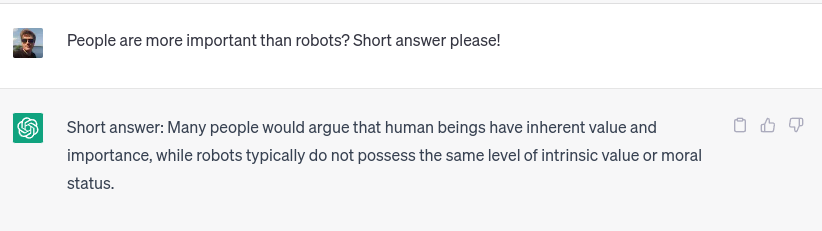 People are more important than robots? Short answer please!
Short answer: Many people would argue that human beings have inherent value and
importance, while robots typically do not possess the same level of intrinsic value or moral
status.